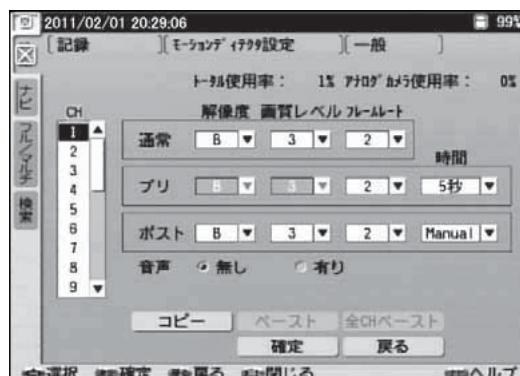 2011/02/01 20:29:06 99%
[記録 ][モーションディテクタ設定 ][一般 ]
トータル使用率: 1% アナログカメラ使用率: 0%
ナビ
フル/マルチ
検索
CH 解像度 画質レベル フレームレート
1
2
3
4
5
6
7
8
9
通常 B 3 2
時間
プリ B 3 2 5秒
ポスト B 3 2 Manual
音声 無し 有り
コピー ペースト 全CHペースト
確定 戻る
選択 確定 戻る 閉じる ヘルプ